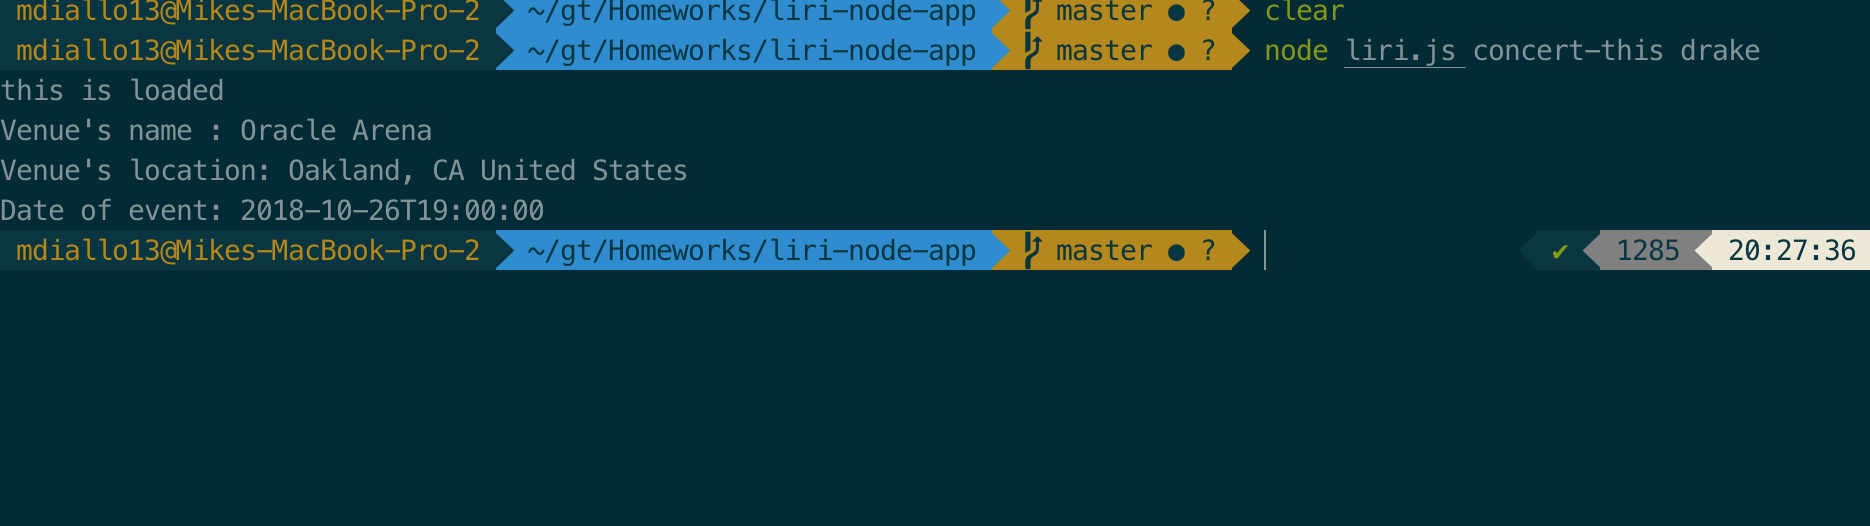 mdiallo13@Mikes-MacBook-Pro-2 ~/gt/Homeworks/liri-node-app master ● ? clear
mdiallo13@Mikes-MacBook-Pro-2 ~/gt/Homeworks/liri-node-app master ● ? node liri.js concert-this drake
this is loaded
Venue's name : Oracle Arena
Venue's location: Oakland, CA United States
Date of event: 2018-10-26T19:00:00
mdiallo13@Mikes-MacBook-Pro-2 ~/gt/Homeworks/liri-node-app master ● ? ✔ 1285 20:27:36